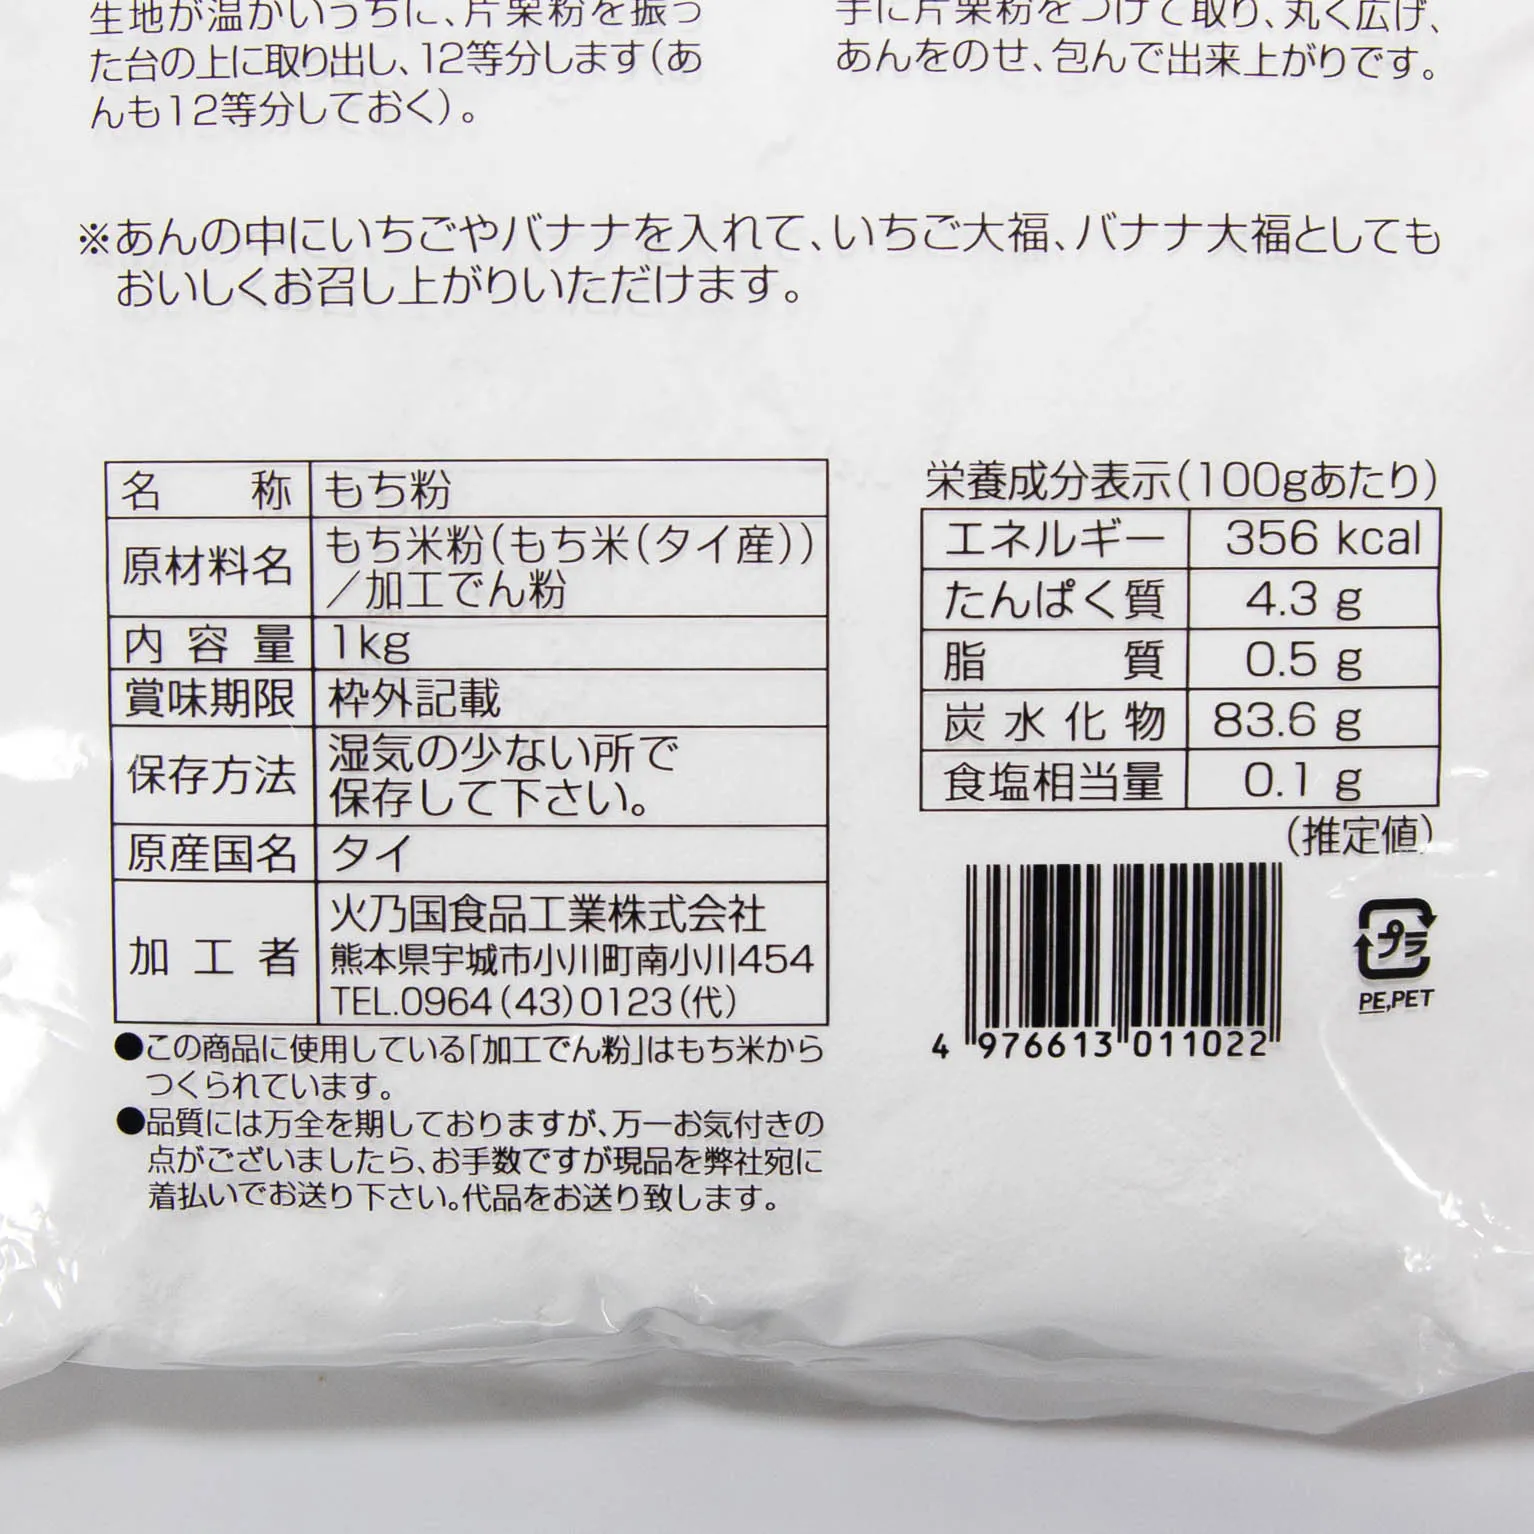 生地が温かいうちに、片栗粉を振っ
た台の上に取り出し、12等分します(あ
んも12等分しておく)。
手に片栗粉をつけて取り、丸く広げ、
あんをのせ、包んで出来上がりです。
※あんの中にいちごやバナナを入れて、いちご大福、バナナ大福としても
おいしくお召し上がりいただけます。
名称 もち粉
原材料名 もち米粉(もち米(タイ産))
/加工でん粉
内容量 1kg
賞味期限 枠外記載
保存方法 湿気の少ない所で
保存して下さい。
原産国名 タイ
加工者 火乃国食品工業株式会社
熊本県宇城市小川町南小川454
TEL.0964(43)0123(代)
●この商品に使用している「加工でん粉」はもち米から
つくられています。
●品質には万全を期しておりますが、万一お気付きの
点がございましたら、お手数ですが現品を弊社宛に
着払いでお送り下さい。代品をお送り致します。
栄養成分表示(100gあたり)
エネルギー 356 kcal
たんぱく質 4.3 g
脂質 0.5 g
炭水化物 83.6 g
食塩相当量 0.1 g
(推定値)
4 976613 011022
プラ
PE,PET